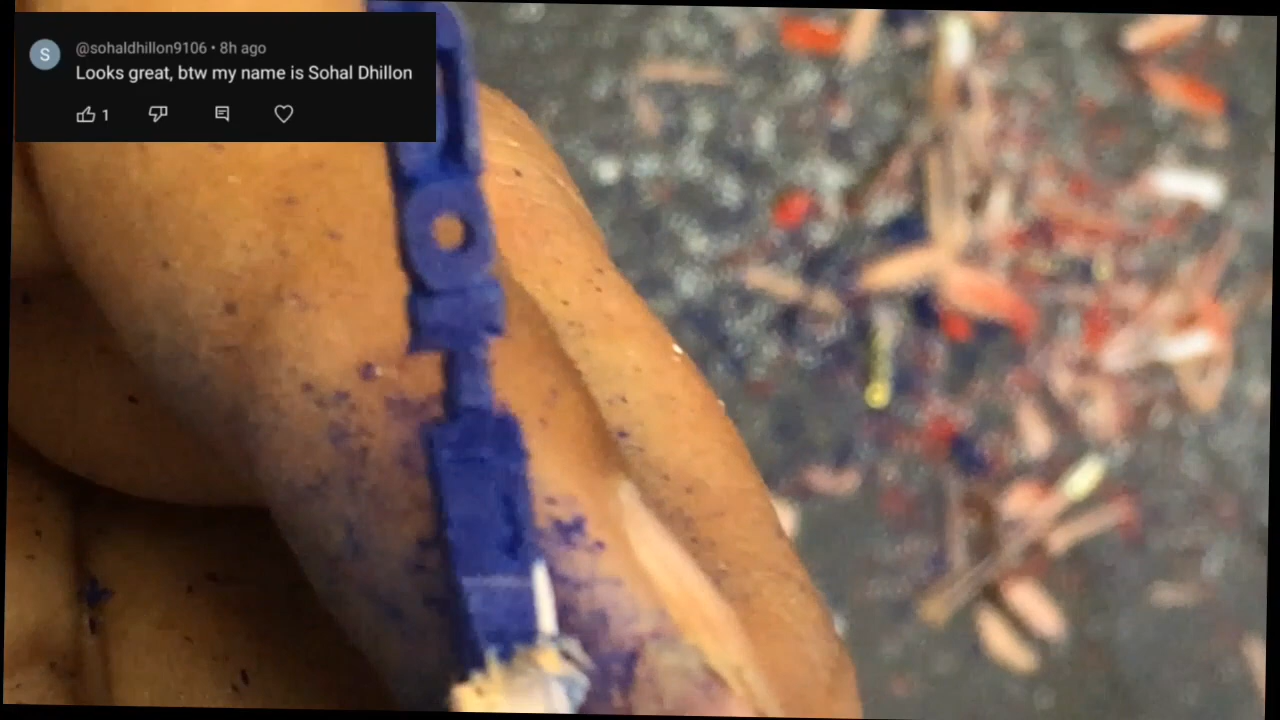 S
@sohaldhillon9106 • 8h ago
Looks great, btw my name is Sohal Dhillon
1